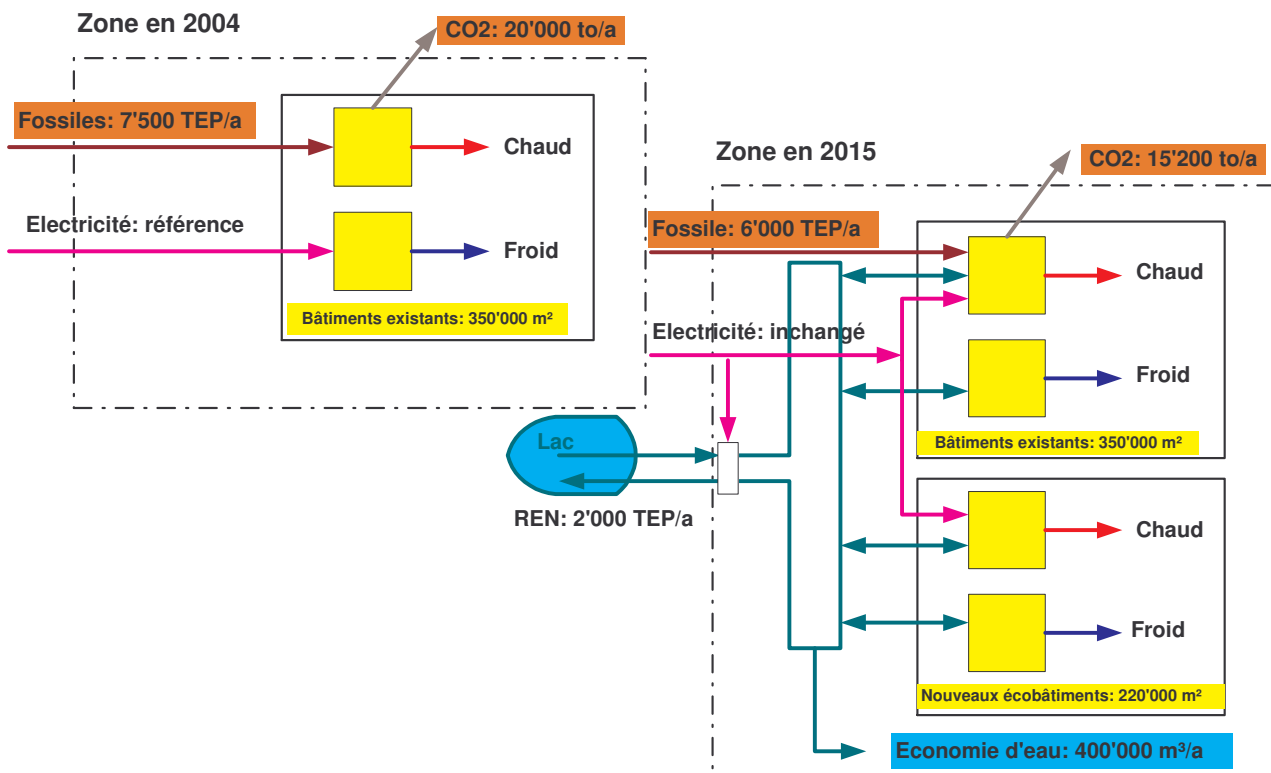 Zone en 2004
CO2: 20'000 to/a
Fossiles: 7'500 TEP/a
Chaud
Electricité: référence
Froid
Bâtiments existants: 350'000 m²
Zone en 2015
CO2: 15'200 to/a
Fossile: 6'000 TEP/a
Chaud
Electricité: inchangé
Froid
Bâtiments existants: 350'000 m²
Lac
REN: 2'000 TEP/a
Chaud
Froid
Nouveaux écobâtiments: 220'000 m²
Economie d'eau: 400'000 m³/a